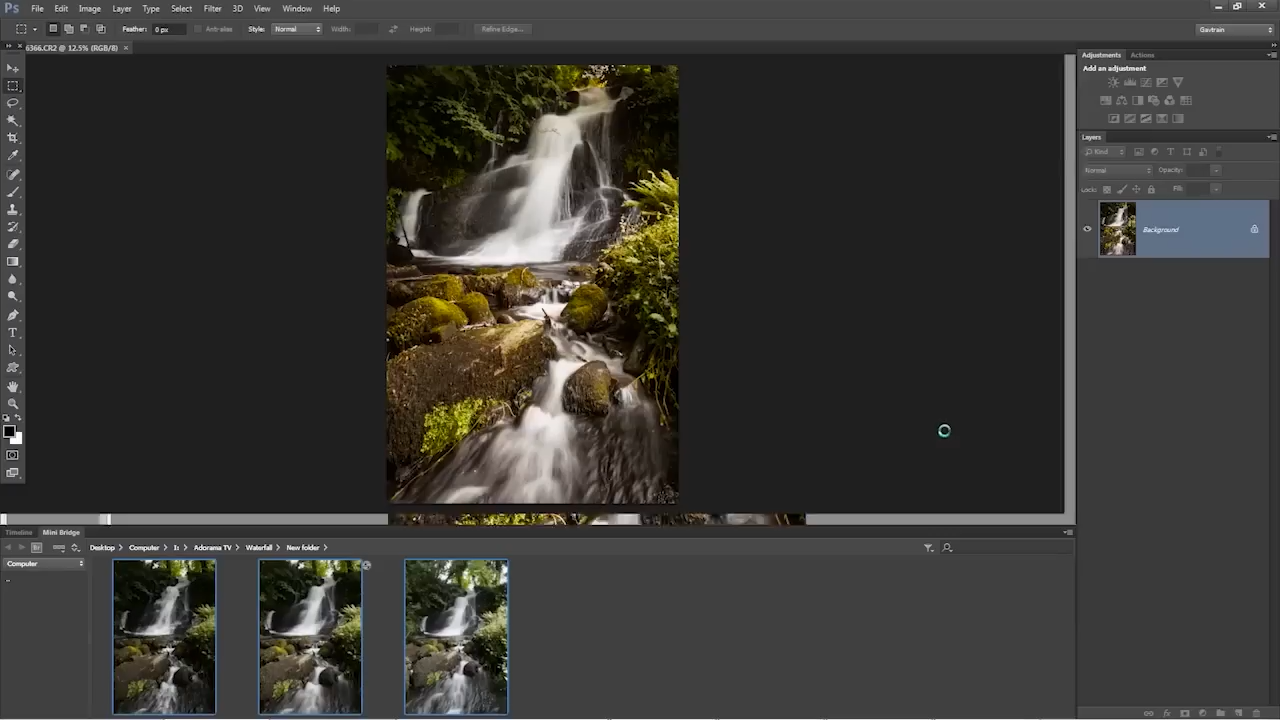 Ps File Edit Image Layer Type Select Filter 3D View Window Help
Feather: 0 px Anti-alias Style: Normal Width: Height: Refine Edge... Gavtrain
6366.CR2 @ 12.5% (RGB/8) ×
Adjustments Actions
Add an adjustment
Layers
Kind
Normal Opacity:
Locks Fill:
Background
Timeline Mini Bridge
Desktop Computer I: Adorama TV Waterfall New folder
Computer
..